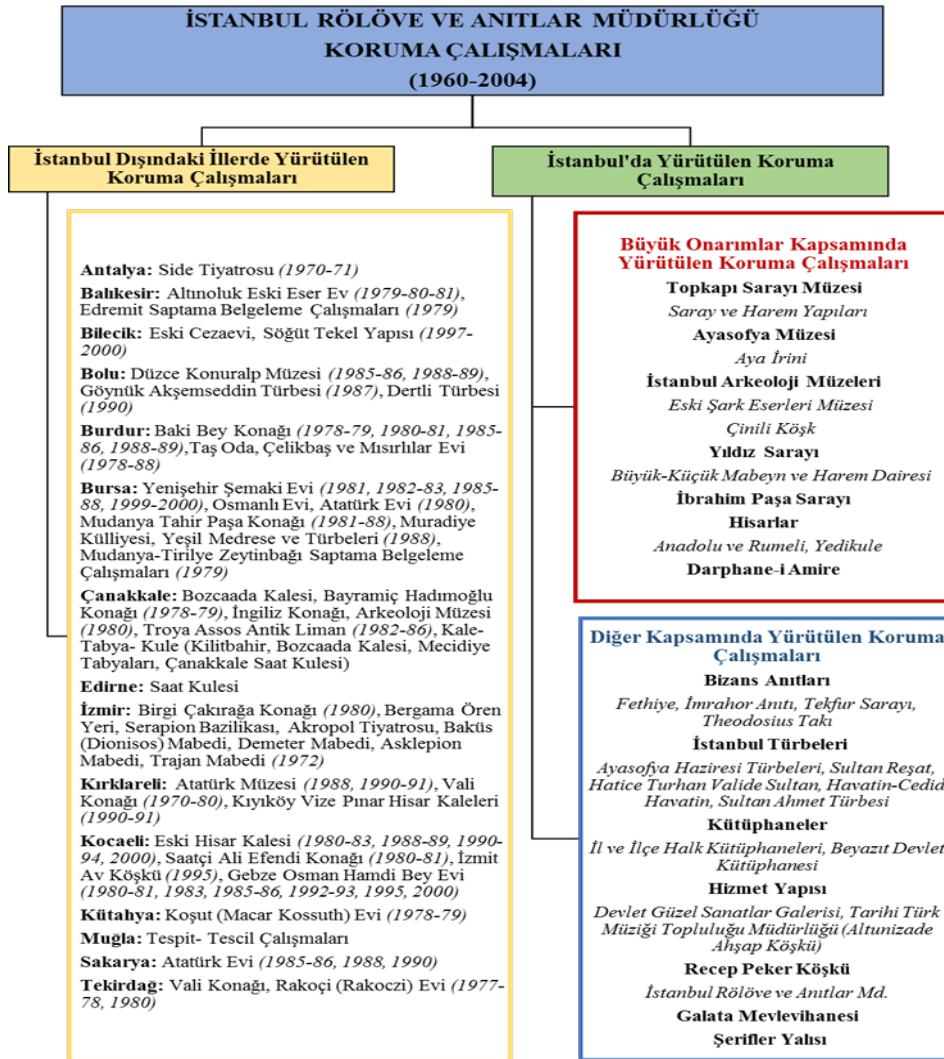 İSTANBUL RÖLÖVE VE ANITLAR MÜDÜRLÜĞÜ
KORUMA ÇALIŞMALARI
(1960-2004)
İstanbul Dışındaki İllerde Yürütülen
Koruma Çalışmaları
Antalya: Side Tiyatrosu (1970-71)
Balıkesir: Altınoluk Eski Eser Ev (1979-80-81),
Edremit Saptama Belgeleme Çalışmaları (1979)
Bilecik: Eski Cezaevi, Söğüt Tekel Yapısı (1997-
2000)
Bolu: Düzce Konuralp Müzesi (1985-86, 1988-89),
Göynük Akşemseddin Türbesi (1987), Dertli Türbesi
(1990)
Burdur: Baki Bey Konağı (1978-79, 1980-81, 1985-
86, 1988-89),Taş Oda, Çelikbaş ve Mısırlılar Evi
(1978-88)
Bursa: Yenişehir Şemaki Evi (1981, 1982-83, 1985-
88, 1999-2000), Osmanlı Evi, Atatürk Evi (1980),
Mudanya Tahir Paşa Konağı (1981-88), Muradiye
Külliyesi, Yeşil Medrese ve Türbeleri (1988),
Mudanya-Tirilye Zeytinbağı Saptama Belgeleme
Çalışmaları (1979)
Çanakkale: Bozcaada Kalesi, Bayramiç Hadımoğlu
Konağı (1978-79), İngiliz Konağı, Arkeoloji Müzesi
(1980), Troya Assos Antik Liman (1982-86), Kale-
Tabya- Kule (Kilitbahir, Bozcaada Kalesi, Mecidiye
Tabyaları, Çanakkale Saat Kulesi)
Edirne: Saat Kulesi
İzmir: Birgi Çakırağa Konağı (1980), Bergama Ören
Yeri, Serapion Bazilikası, Akropol Tiyatrosu, Baküs
(Dionisos) Mabedi, Demeter Mabedi, Asklepion
Mabedi, Trajan Mabedi (1972)
Kırklareli: Atatürk Müzesi (1988, 1990-91), Vali
Konağı (1970-80), Kıyıköy Vize Pınar Hisar Kaleleri
(1990-91)
Kocaeli: Eski Hisar Kalesi (1980-83, 1988-89, 1990-
94, 2000), Saatçi Ali Efendi Konağı (1980-81), İzmit
Av Köşkü (1995), Gebze Osman Hamdi Bey Evi
(1980-81, 1983, 1985-86, 1992-93, 1995, 2000)
Kütahya: Koşut (Macar Kossuth) Evi (1978-79)
Muğla: Tespit- Tescil Çalışmaları
Sakarya: Atatürk Evi (1985-86, 1988, 1990)
Tekirdağ: Vali Konağı, Rakoçi (Rakoczi) Evi (1977-
78, 1980)
İstanbul'da Yürütülen Koruma
Çalışmaları
Büyük Onarımlar Kapsamında
Yürütülen Koruma Çalışmaları
Topkapı Sarayı Müzesi
Saray ve Harem Yapıları
Ayasofya Müzesi
Aya İrini
İstanbul Arkeoloji Müzeleri
Eski Şark Eserleri Müzesi
Çinili Köşk
Yıldız Sarayı
Büyük-Küçük Mabeyn ve Harem Dairesi
İbrahim Paşa Sarayı
Hisarlar
Anadolu ve Rumeli, Yedikule
Darphane-i Amire
Diğer Kapsamında Yürütülen Koruma
Çalışmaları
Bizans Anıtları
Fethiye, İmrahor Anıtı, Tekfur Sarayı,
Theodosius Takı
İstanbul Türbeleri
Ayasofya Haziresi Türbeleri, Sultan Reşat,
Hatice Turhan Valide Sultan, Havatin-Cedid
Havatin, Sultan Ahmet Türbesi
Kütüphaneler
İl ve İlçe Halk Kütüphaneleri, Beyazıt Devlet
Kütüphanesi
Hizmet Yapısı
Devlet Güzel Sanatlar Galerisi, Tarihi Türk
Müziği Topluluğu Müdürlüğü (Altunizade
Ahşap Köşkü)
Recep Peker Köşkü
İstanbul Rölöve ve Anıtlar Md.
Galata Mevlevihanesi
Şerifler Yalısı